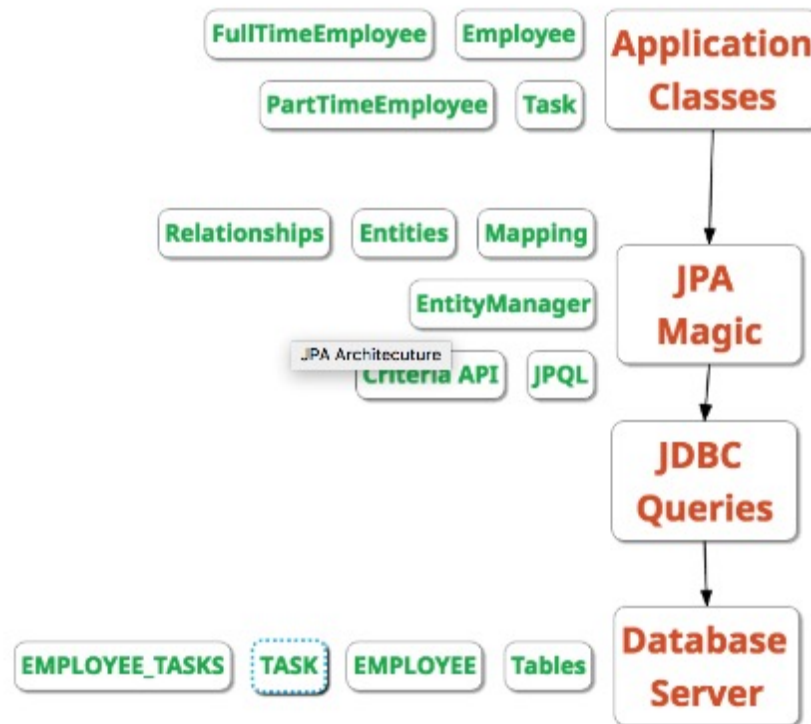 FullTimeEmployee Employee Application
PartTimeEmployee Task Classes
Relationships Entities Mapping
EntityManager
JPA
Magic
JPA Architecuture
Criteria API JPQL
JDBC
Queries
EMPLOYEE_TASKS TASK EMPLOYEE Tables
Database
Server